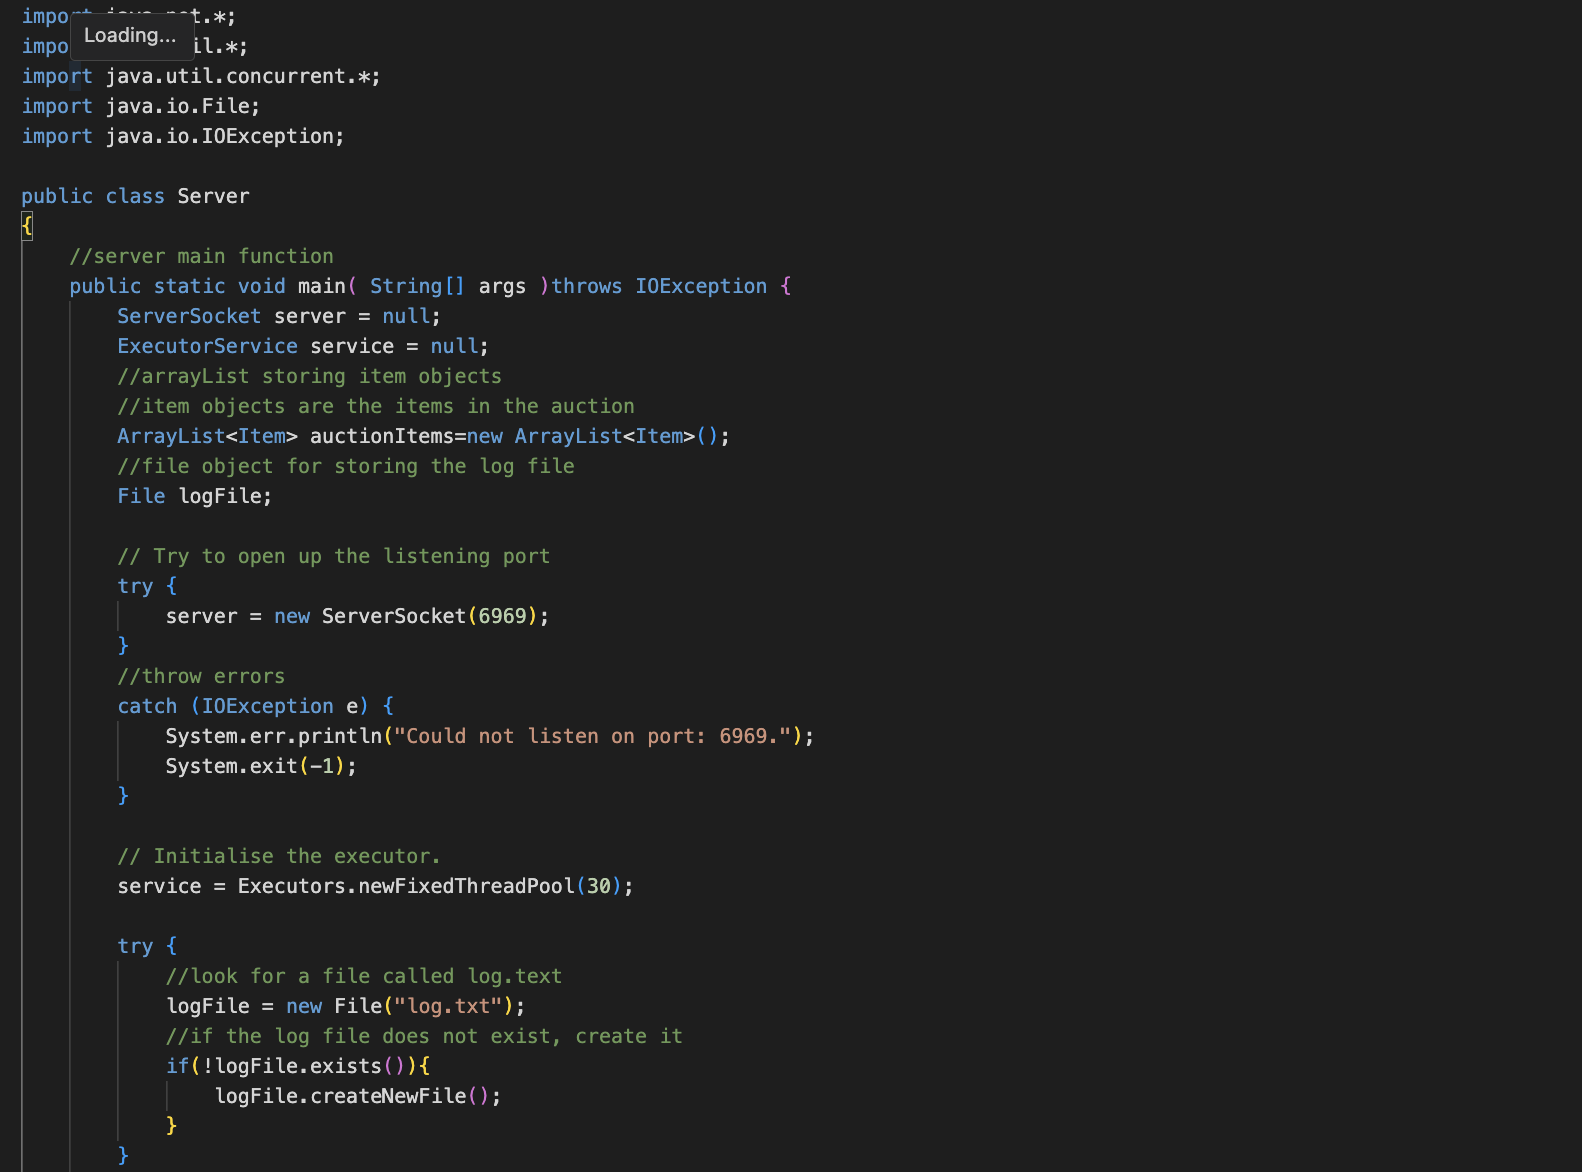 import java.net.*;
Loading...
impo il.*;
import java.util.concurrent.*;
import java.io.File;
import java.io.IOException;

public class Server
{
    //server main function
    public static void main( String[] args )throws IOException {
        ServerSocket server = null;
        ExecutorService service = null;
        //arrayList storing item objects
        //item objects are the items in the auction
        ArrayList<Item> auctionItems=new ArrayList<Item>();
        //file object for storing the log file
        File logFile;

        // Try to open up the listening port
        try {
            server = new ServerSocket(6969);
        }
        //throw errors
        catch (IOException e) {
            System.err.println("Could not listen on port: 6969.");
            System.exit(-1);
        }

        // Initialise the executor.
        service = Executors.newFixedThreadPool(30);

        try {
            //look for a file called log.text
            logFile = new File("log.txt");
            //if the log file does not exist, create it
            if(!logFile.exists()){
                logFile.createNewFile();
            }
        }